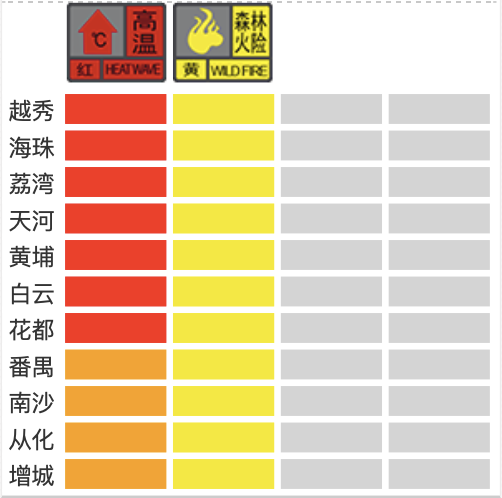 °C
高温
红 HEAT WAVE
森林火险
黄 WILD FIRE
越秀
海珠
荔湾
天河
黄埔
白云
花都
番禺
南沙
从化
增城